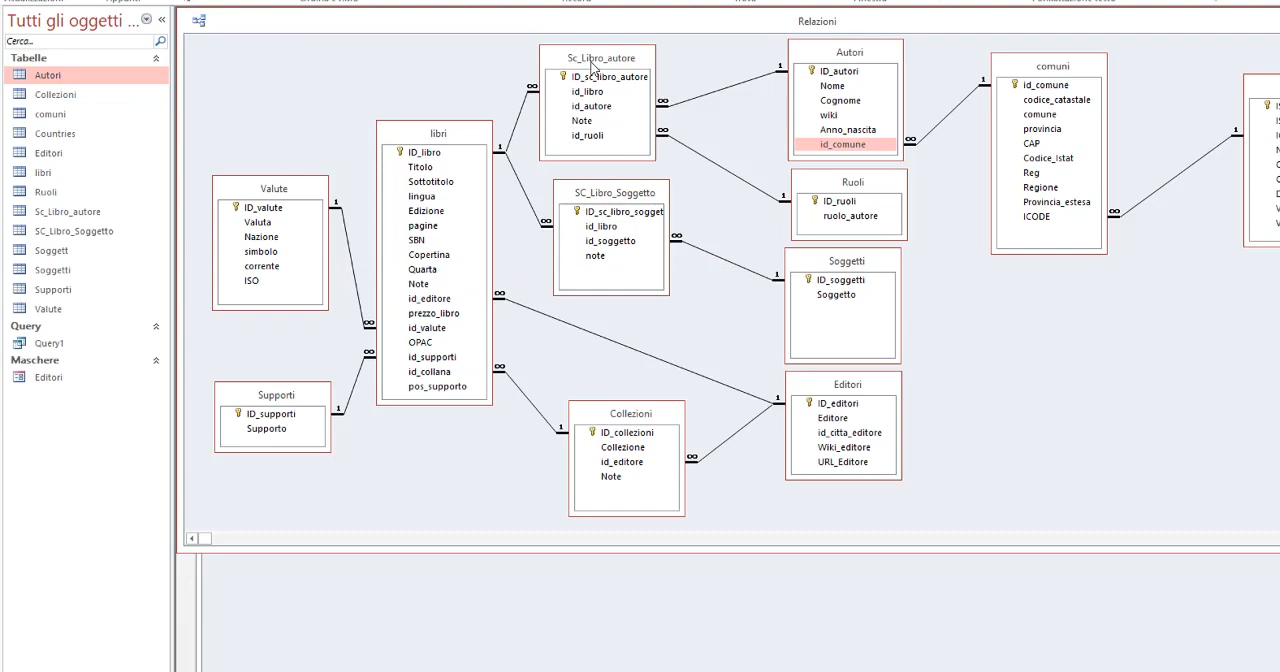 Tutti gli oggetti ...
Cerca...
Tabelle
Autori
Collezioni
comuni
Countries
Editori
libri
Ruoli
Sc_Libro_autore
SC_Libro_Soggetto
Soggett
Soggetti
Supporti
Valute
Query
Query1
Maschere
Editori
Relazioni
Valute
ID_valute
Valuta
Nazione
simbolo
corrente
ISO
Supporti
ID_supporti
Supporto
libri
ID_libro
Titolo
Sottotitolo
lingua
Edizione
pagine
SBN
Copertina
Quarta
Note
id_editore
prezzo_libro
id_valute
OPAC
id_supporti
id_collana
pos_supporto
Sc_Libro_autore
ID_sc_libro_autore
id_libro
id_autore
Note
id_ruoli
SC_Libro_Soggetto
ID_sc_libro_sogget
id_libro
id_soggetto
note
Collezioni
ID_collezioni
Collezione
id_editore
Note
Autori
ID_autori
Nome
Cognome
wiki
Anno_nascita
id_comune
Ruoli
ID_ruoli
ruolo_autore
Soggetti
ID_soggetti
Soggetto
Editori
ID_editori
Editore
id_citta_editore
Wiki_editore
URL_Editore
comuni
id_comune
codice_catastale
comune
provincia
CAP
Codice_Istat
Reg
Regione
Provincia_estesa
ICODE